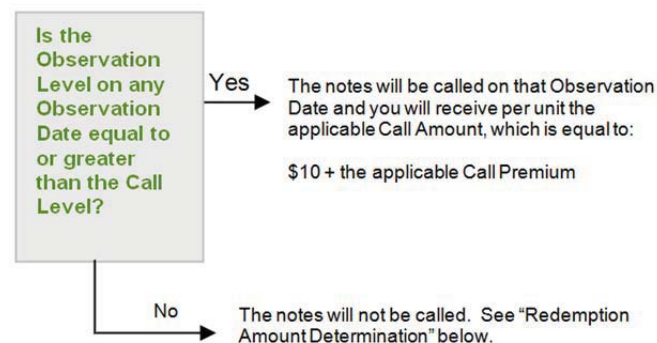 Is the
Observation
Level on any
Observation
Date equal to
or greater
than the Call
Level?
Yes
The notes will be called on that Observation
Date and you will receive per unit the
applicable Call Amount, which is equal to:
$10 + the applicable Call Premium
No
The notes will not be called. See “Redemption
Amount Determination” below.